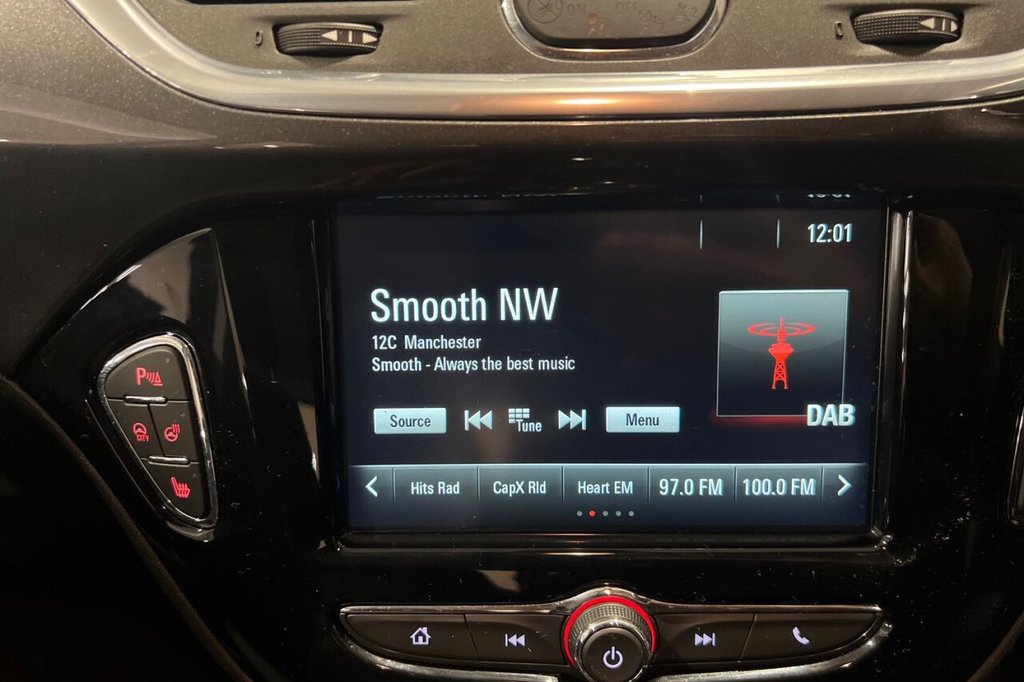 ON OFF
12:01
Smooth NW
12C Manchester
Smooth - Always the best music
DAB
Source Tune Menu
Hits Rad CapX Rld Heart EM 97.0 FM 100.0 FM
P
CITY